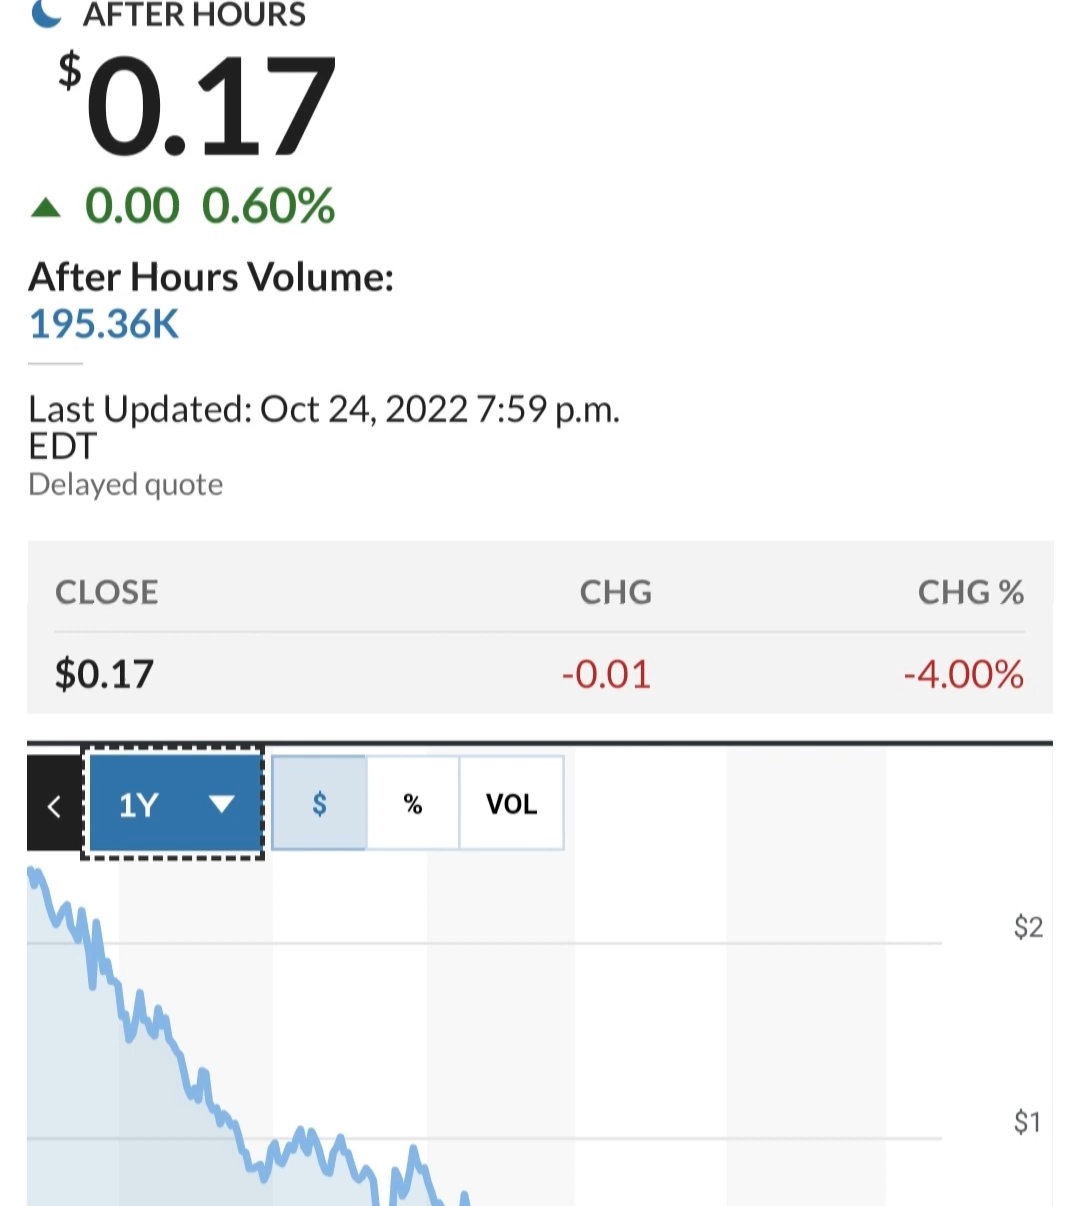 AFTER HOURS
$0.17
0.00 0.60%
After Hours Volume:
195.36K
Last Updated: Oct 24, 2022 7:59 p.m.
EDT
Delayed quote
CLOSE CHG CHG %
$0.17 -0.01 -4.00%
1Y $ % VOL
$2
$1